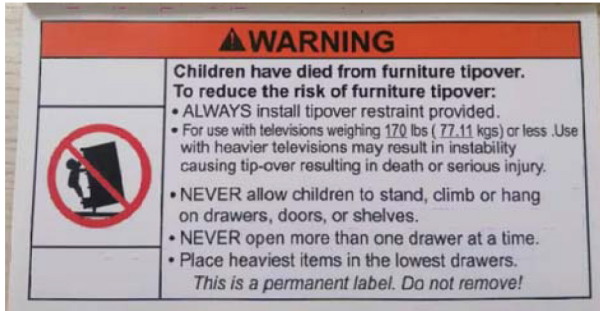 WARNING
Children have died from furniture tipover.
To reduce the risk of furniture tipover:
• ALWAYS install tipover restraint provided.
• For use with televisions weighing 170 lbs ( 77.11 kgs) or less .Use
with heavier televisions may result in instability
causing tip-over resulting in death or serious injury.
• NEVER allow children to stand, climb or hang
on drawers, doors, or shelves.
• NEVER open more than one drawer at a time.
• Place heaviest items in the lowest drawers.
This is a permanent label. Do not remove!